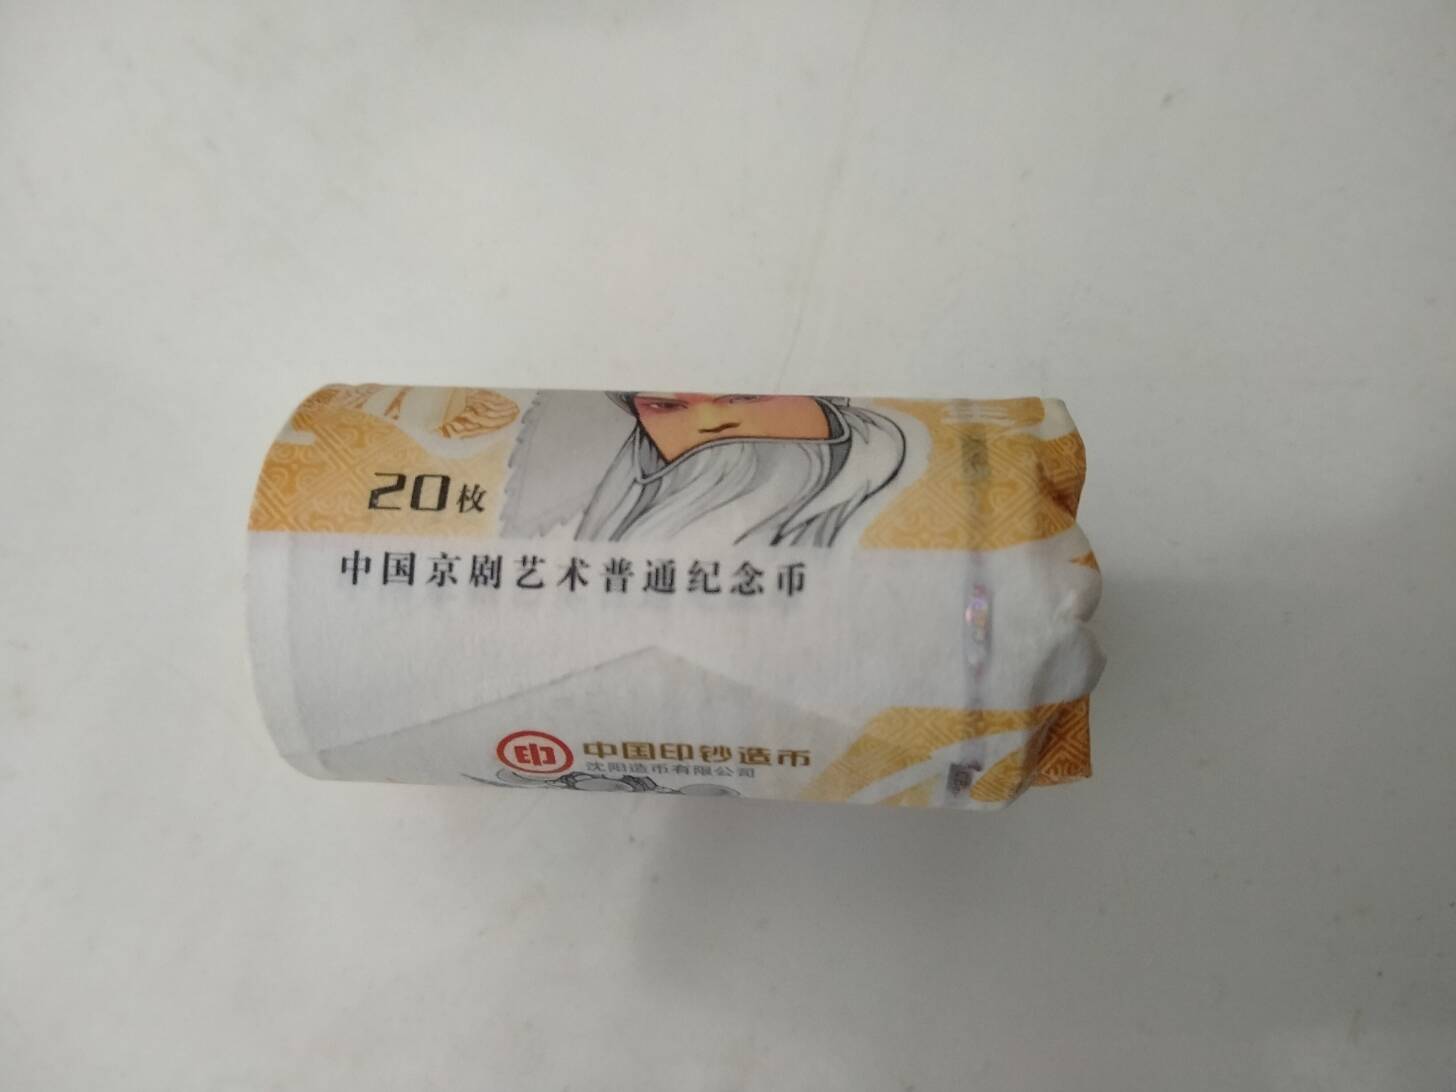 20枚
中国京剧艺术普通纪念币
印 中国印钞造币
沈阳造币有限公司